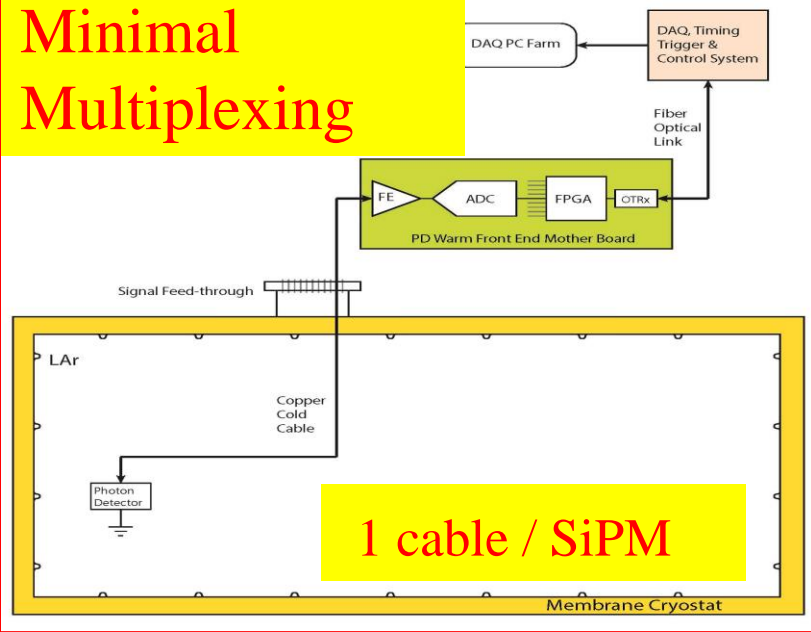 Minimal
Multiplexing
DAQ PC Farm
DAQ, Timing
Trigger &
Control System
Fiber
Optical
Link
FE
ADC
FPGA
OTRx
PD Warm Front End Mother Board
Signal Feed-through
LAr
Copper
Cold
Cable
Photon
Detector
1 cable / SiPM
Membrane Cryostat